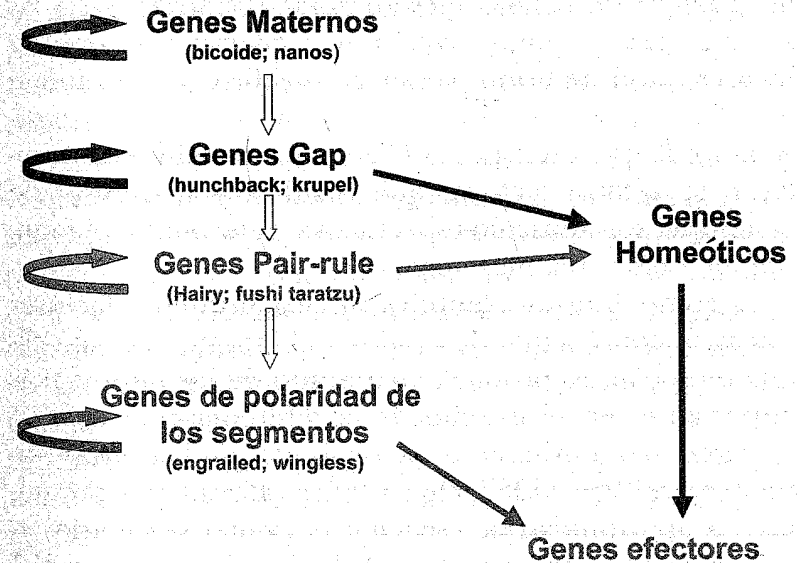 Genes Maternos
(bicoide; nanos)
Genes Gap
(hunchback; krupel)
Genes
Homeóticos
Genes Pair-rule
(Hairy; fushi taratzu)
Genes de polaridad de
los segmentos
(engrailed; wingless)
Genes efectores